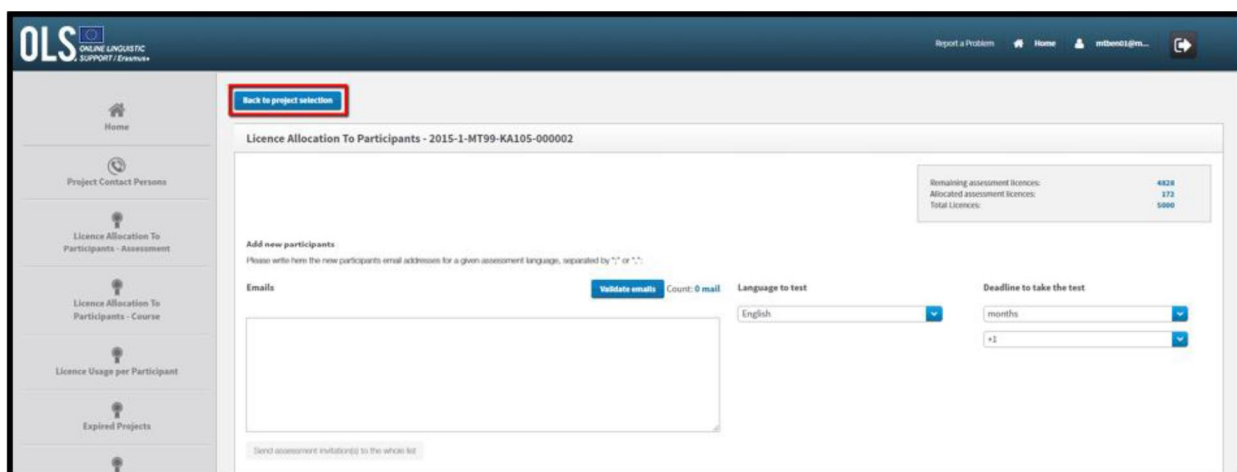 OLS ONLINE LINGUISTIC
SUPPORT / Erasmus+
Report a Problem Home mtben01@m...
Home
Project Contact Persons
Licence Allocation To
Participants - Assessment
Licence Allocation To
Participants - Course
Licence Usage per Participant
Expired Projects
Back to project selection
Licence Allocation To Participants - 2015-1-MT99-KA105-000002
Remaining assessment licences: 4828
Allocated assessment licences: 172
Total Licences: 5000
Add new participants
Please write here the new participants email addresses for a given assessment language, separated by ";" or ",":
Emails Validate emails Count: 0 mail Language to test Deadline to take the test
English months
+1
Send assessment invitation(s) to the whole list